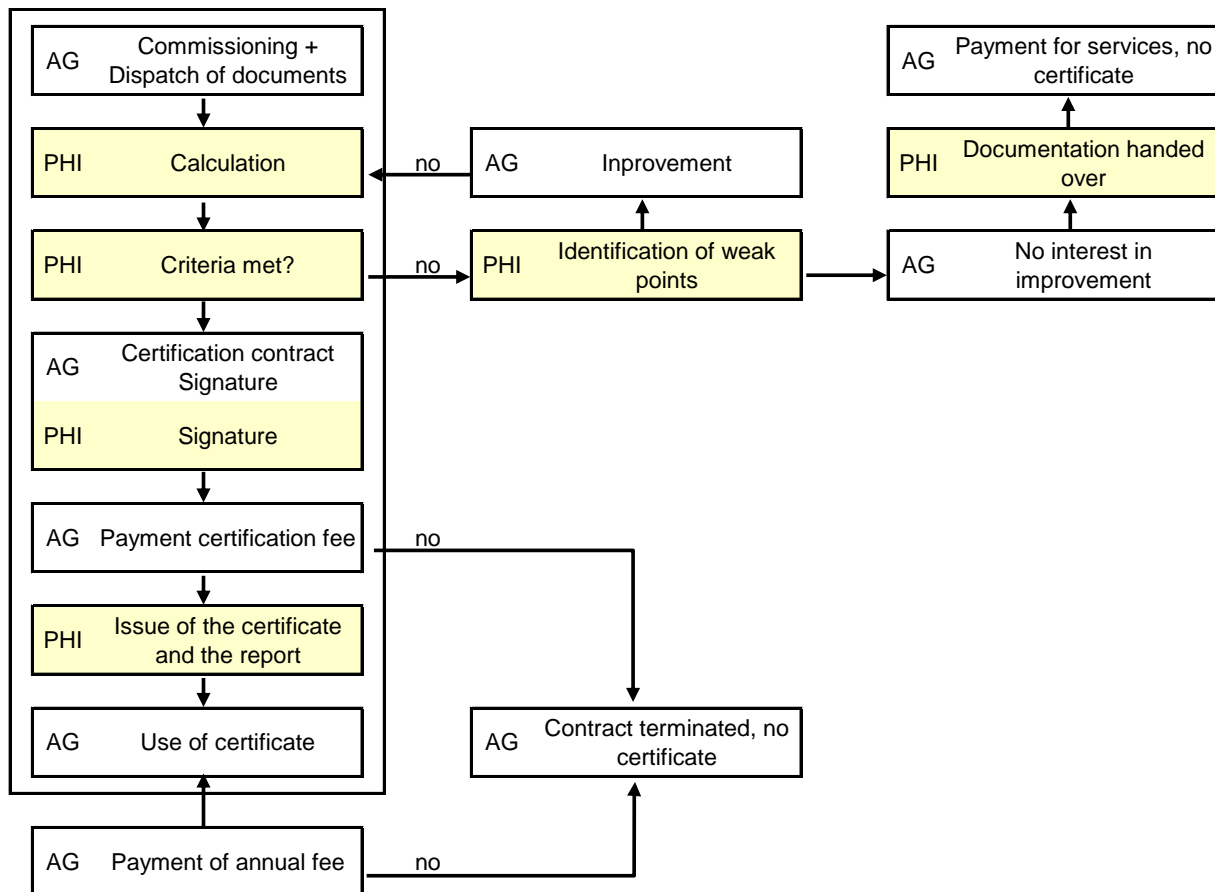 AG Commissioning +
Dispatch of documents
PHI Calculation
PHI Criteria met?
AG Certification contract
Signature
PHI Signature
AG Payment certification fee
PHI Issue of the certificate
and the report
AG Use of certificate
AG Payment of annual fee
no
AG Inprovement
no
PHI Identification of weak
points
no
AG Contract terminated, no
certificate
no
AG Payment for services, no
certificate
PHI Documentation handed
over
AG No interest in
improvement